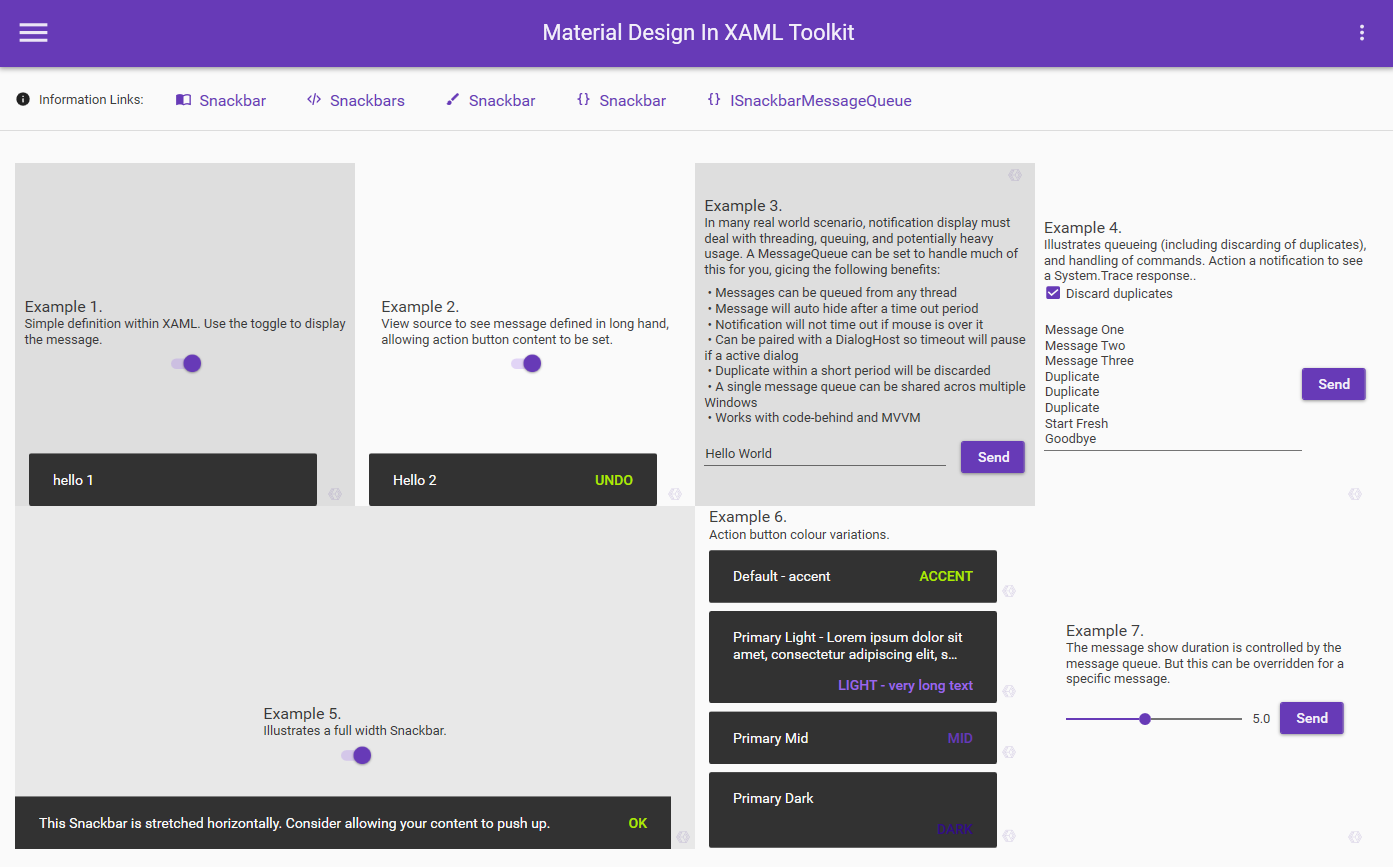 Material Design In XAML Toolkit
Information Links:
Snackbar
Snackbars
Snackbar
Snackbar
ISnackbarMessageQueue
Example 1.
Simple definition within XAML. Use the toggle to display
the message.
hello 1
Example 2.
View source to see message defined in long hand,
allowing action button content to be set.
Hello 2
UNDO
Example 3.
In many real world scenario, notification display must
deal with threading, queuing, and potentially heavy
usage. A MessageQueue can be set to handle much of
this for you, gicing the following benefits:
• Messages can be queued from any thread
• Message will auto hide after a time out period
• Notification will not time out if mouse is over it
• Can be paired with a DialogHost so timeout will pause
if a active dialog
• Duplicate within a short period will be discarded
• A single message queue can be shared acros multiple
Windows
• Works with code-behind and MVVM
Hello World
Send
Example 4.
Illustrates queueing (including discarding of duplicates),
and handling of commands. Action a notification to see
a System.Trace response..
Discard duplicates
Message One
Message Two
Message Three
Duplicate
Duplicate
Duplicate
Start Fresh
Goodbye
Send
Example 5.
Illustrates a full width Snackbar.
This Snackbar is stretched horizontally. Consider allowing your content to push up.
OK
Example 6.
Action button colour variations.
Default - accent
ACCENT
Primary Light - Lorem ipsum dolor sit
amet, consectetur adipiscing elit, s...
LIGHT - very long text
Primary Mid
MID
Primary Dark
DARK
Example 7.
The message show duration is controlled by the
message queue. But this can be overridden for a
specific message.
5.0
Send